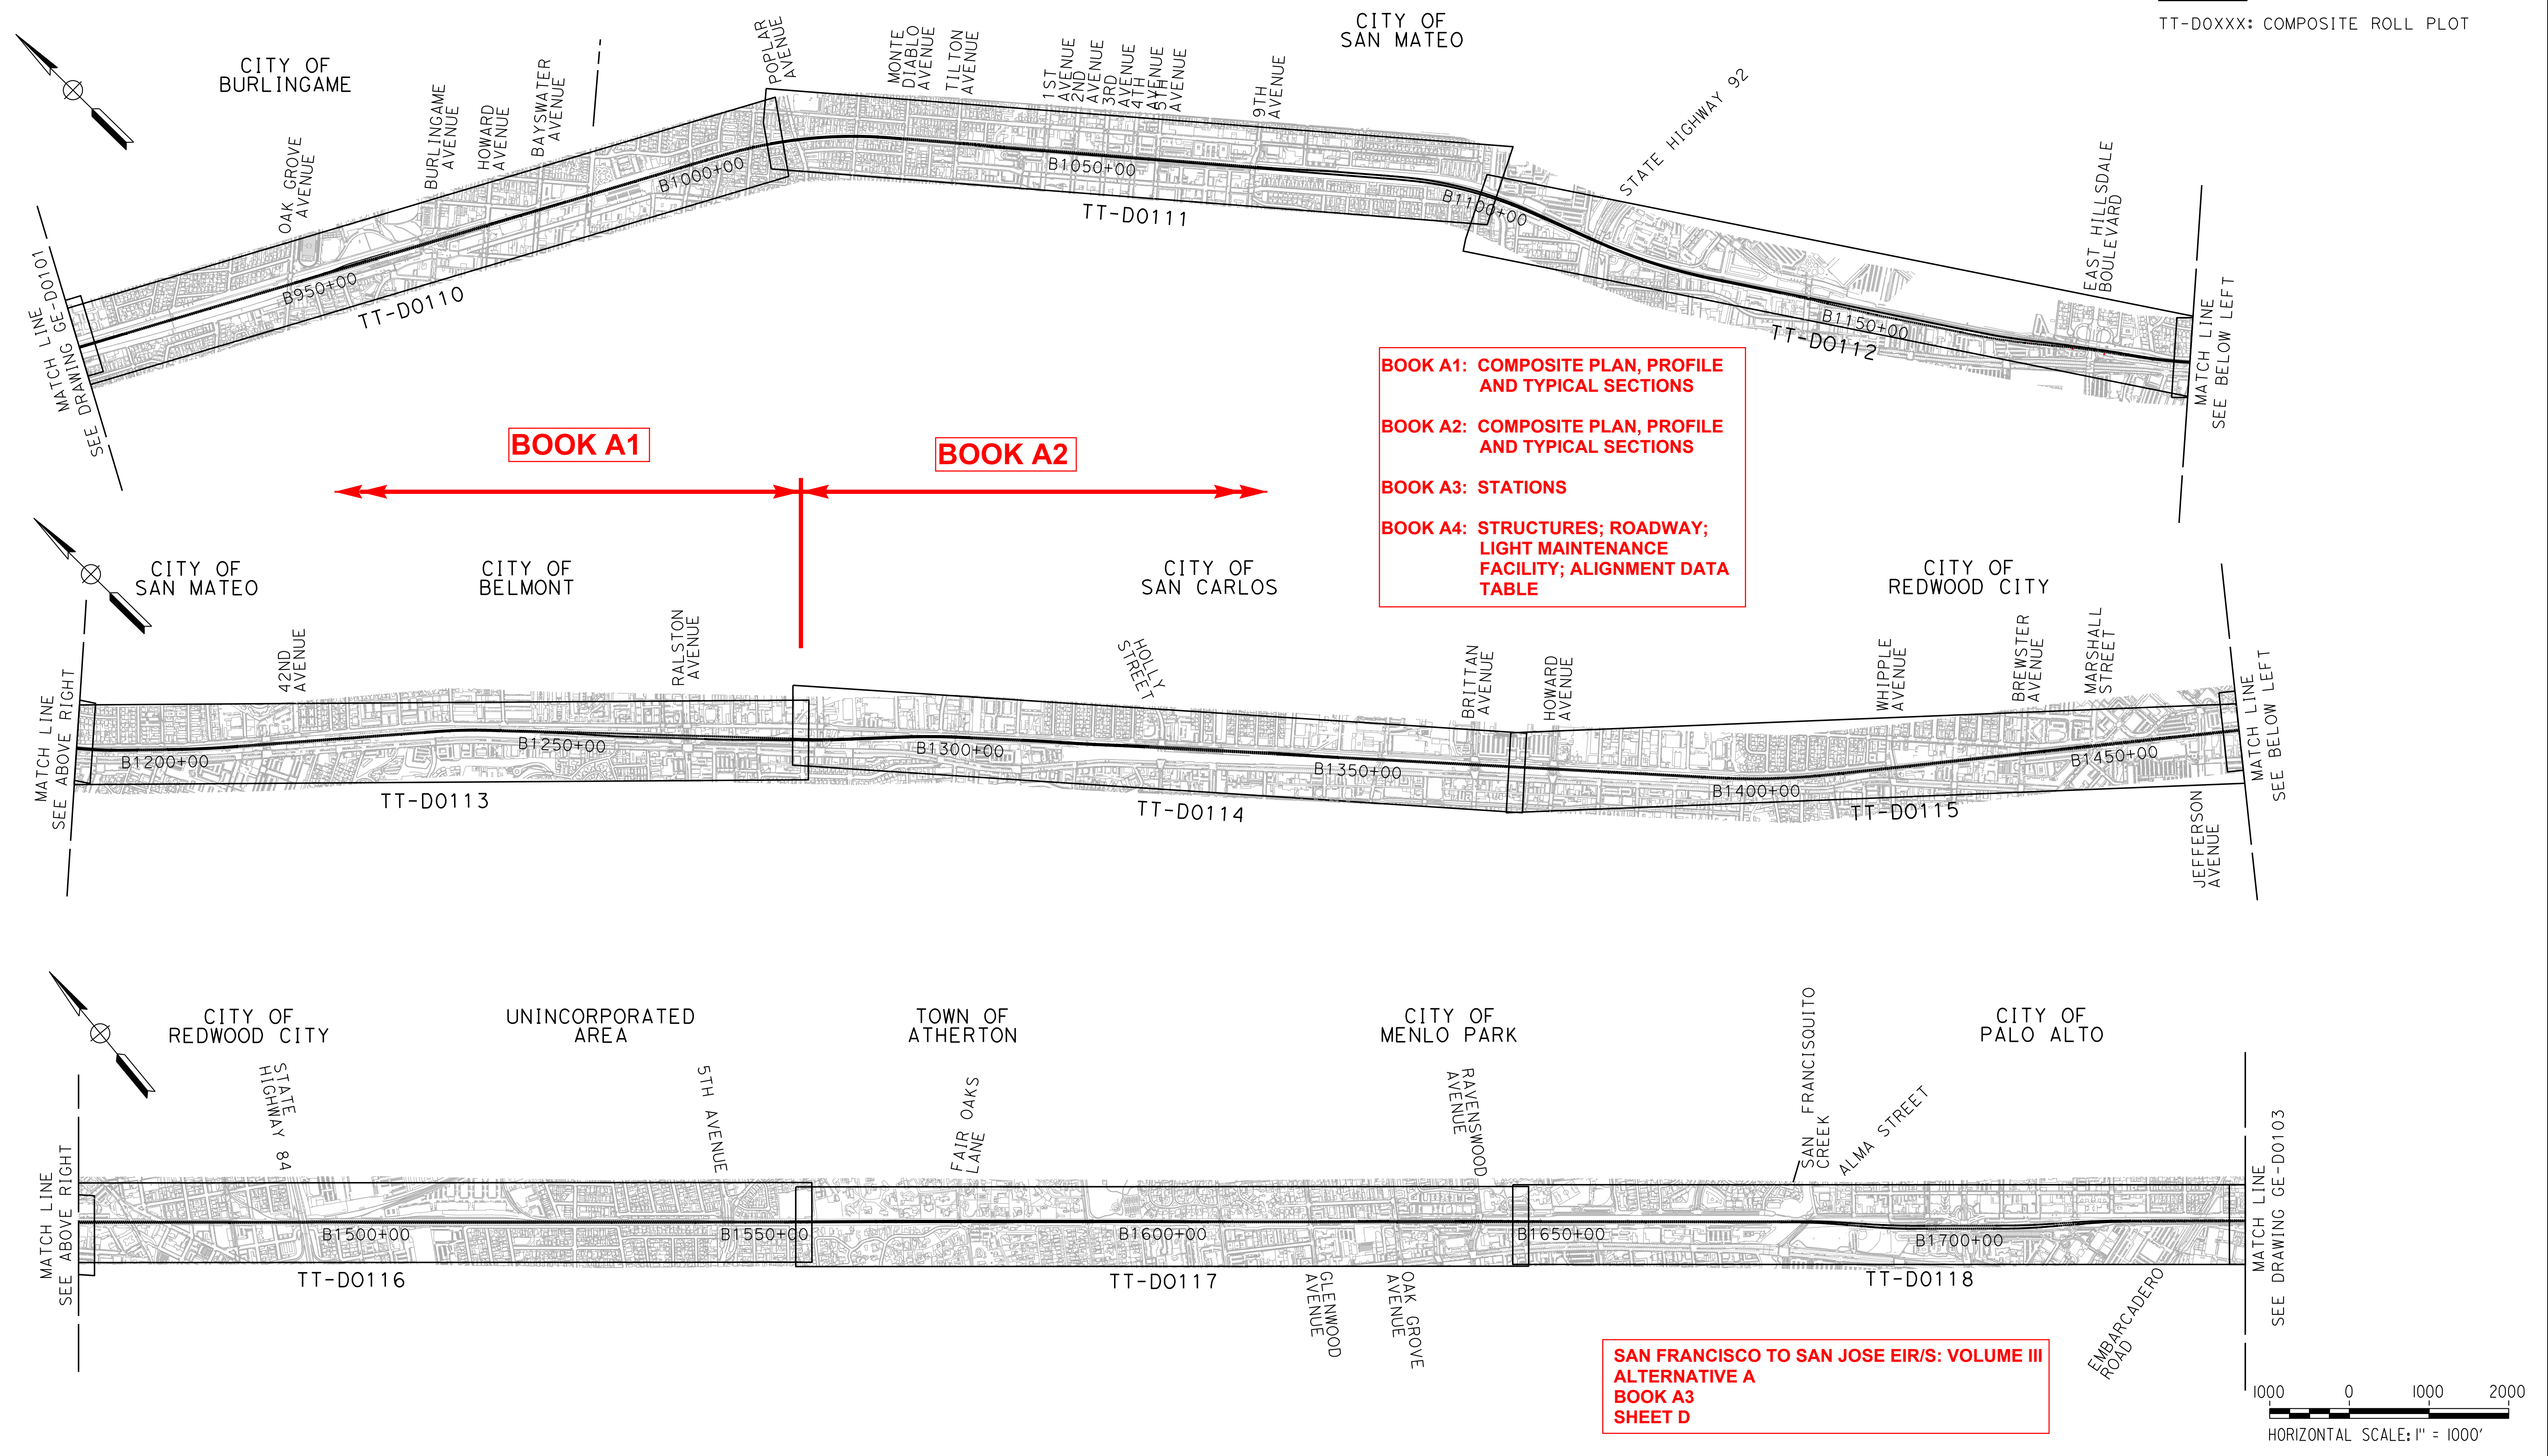 TT-D0XXX: COMPOSITE ROLL PLOT
CITY OF
BURLINGAME
CITY OF
SAN MATEO
OAK GROVE
AVENUE
BURLINGAME
AVENUE
HOWARD
AVENUE
BAYSWATER
AVENUE
POPLAR
AVENUE
MONTE
DIABLO
AVENUE
TILTON
AVENUE
1ST
AVENUE
2ND
AVENUE
3RD
AVENUE
4TH
AVENUE
5TH
AVENUE
9TH
AVENUE
STATE HIGHWAY 92
EAST HILLSDALE
BOULEVARD
MATCH LINE
SEE DRAWING GE-D0101
B950+00
B1000+00
B1050+00
B1100+00
B1150+00
TT-D0110
TT-D0111
TT-D0112
MATCH LINE
SEE BELOW LEFT
BOOK A1
BOOK A2
BOOK A1: COMPOSITE PLAN, PROFILE
AND TYPICAL SECTIONS
BOOK A2: COMPOSITE PLAN, PROFILE
AND TYPICAL SECTIONS
BOOK A3: STATIONS
BOOK A4: STRUCTURES; ROADWAY;
LIGHT MAINTENANCE
FACILITY; ALIGNMENT DATA
TABLE
CITY OF
SAN MATEO
CITY OF
BELMONT
CITY OF
SAN CARLOS
CITY OF
REDWOOD CITY
42ND
AVENUE
RALSTON
AVENUE
HOLLY
STREET
BRITTAN
AVENUE
HOWARD
AVENUE
WHIPPLE
AVENUE
BREWSTER
AVENUE
MARSHALL
STREET
MATCH LINE
SEE ABOVE RIGHT
B1200+00
B1250+00
B1300+00
B1350+00
B1400+00
B1450+00
TT-D0113
TT-D0114
TT-D0115
JEFFERSON
AVENUE
MATCH LINE
SEE BELOW LEFT
CITY OF
REDWOOD CITY
UNINCORPORATED
AREA
TOWN OF
ATHERTON
CITY OF
MENLO PARK
CITY OF
PALO ALTO
STATE
HIGHWAY 84
5TH AVENUE
FAIR OAKS
LANE
RAVENSWOOD
AVENUE
SAN FRANCISQUITO
CREEK
ALMA STREET
MATCH LINE
SEE ABOVE RIGHT
B1500+00
B1550+00
B1600+00
B1650+00
B1700+00
TT-D0116
TT-D0117
TT-D0118
GLENWOOD
AVENUE
OAK GROVE
AVENUE
EMBARCADERO
ROAD
MATCH LINE
SEE DRAWING GE-D0103
SAN FRANCISCO TO SAN JOSE EIR/S: VOLUME III
ALTERNATIVE A
BOOK A3
SHEET D
1000 0 1000 2000
HORIZONTAL SCALE: 1" = 1000'